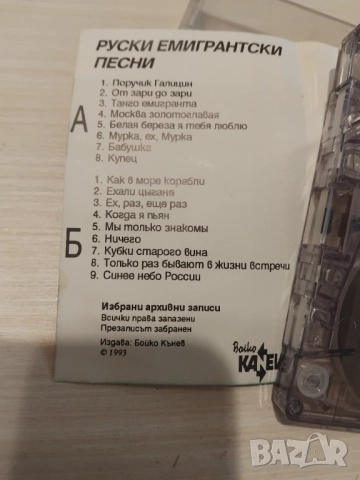 РУСКИ ЕМИГРАНТСКИ
ПЕСНИ
А
1. Поручик Галицин
2. От зари до зари
3. Танго емигранта
4. Москва золотоглавая
5. Белая береза я тебя люблю
6. Мурка, ех, Мурка
7. Бабушка
8. Купец
Б
1. Как в море корабли
2. Ехали цыгане
3. Ех, раз, еще раз
4. Когда я пьян
5. Мы только знакомы
6. Ничего
7. Кубки старого вина
8. Только раз бывают в жизни встречи
9. Синее небо России
Избрани архивни записи
Всички права запазени
Презаписът забранен
Издава: Бойко Кънев
© 1993
Boiko
KANEV
BAZAR
bg